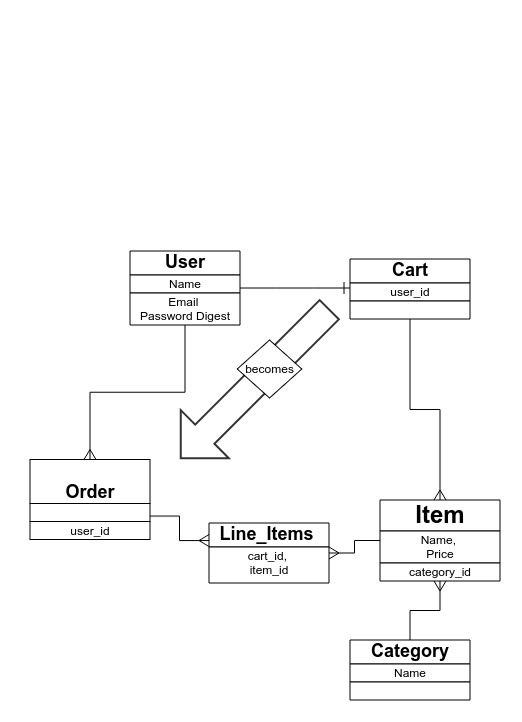 User
Name
Email
Password Digest
Cart
user_id
becomes
Order
user_id
Line_Items
cart_id,
item_id
Item
Name,
Price
category_id
Category
Name